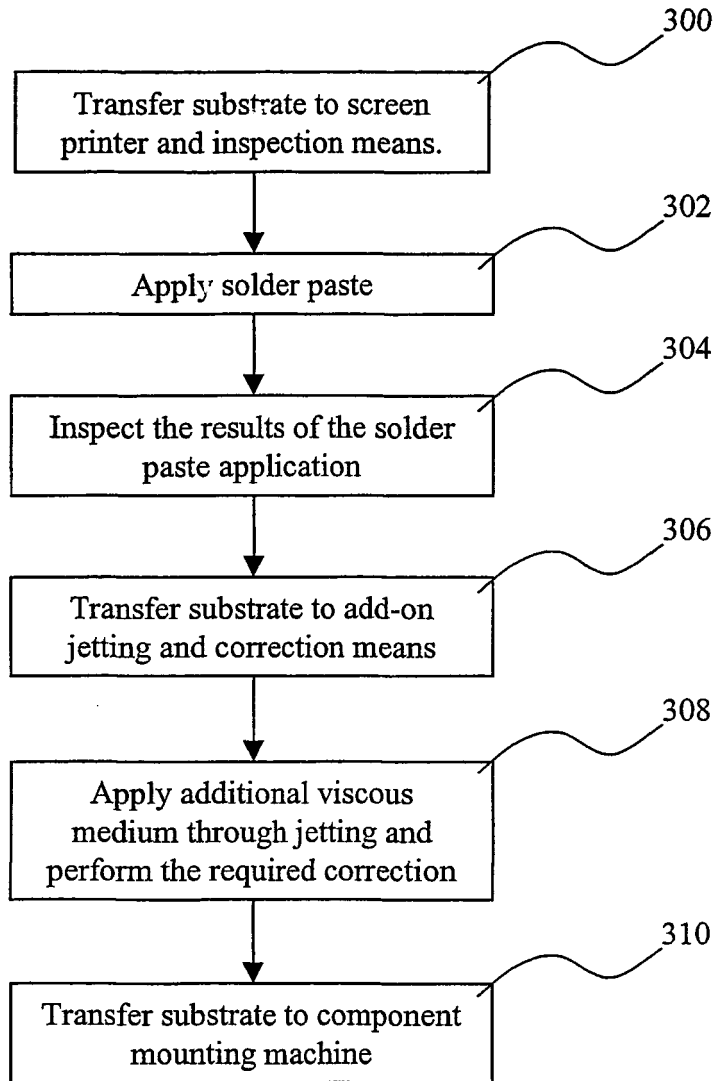 300
Transfer substrate to screen
printer and inspection means.
302
Apply solder paste
304
Inspect the results of the solder
paste application
306
Transfer substrate to add-on
jetting and correction means
308
Apply additional viscous
medium through jetting and
perform the required correction
310
Transfer substrate to component
mounting machine